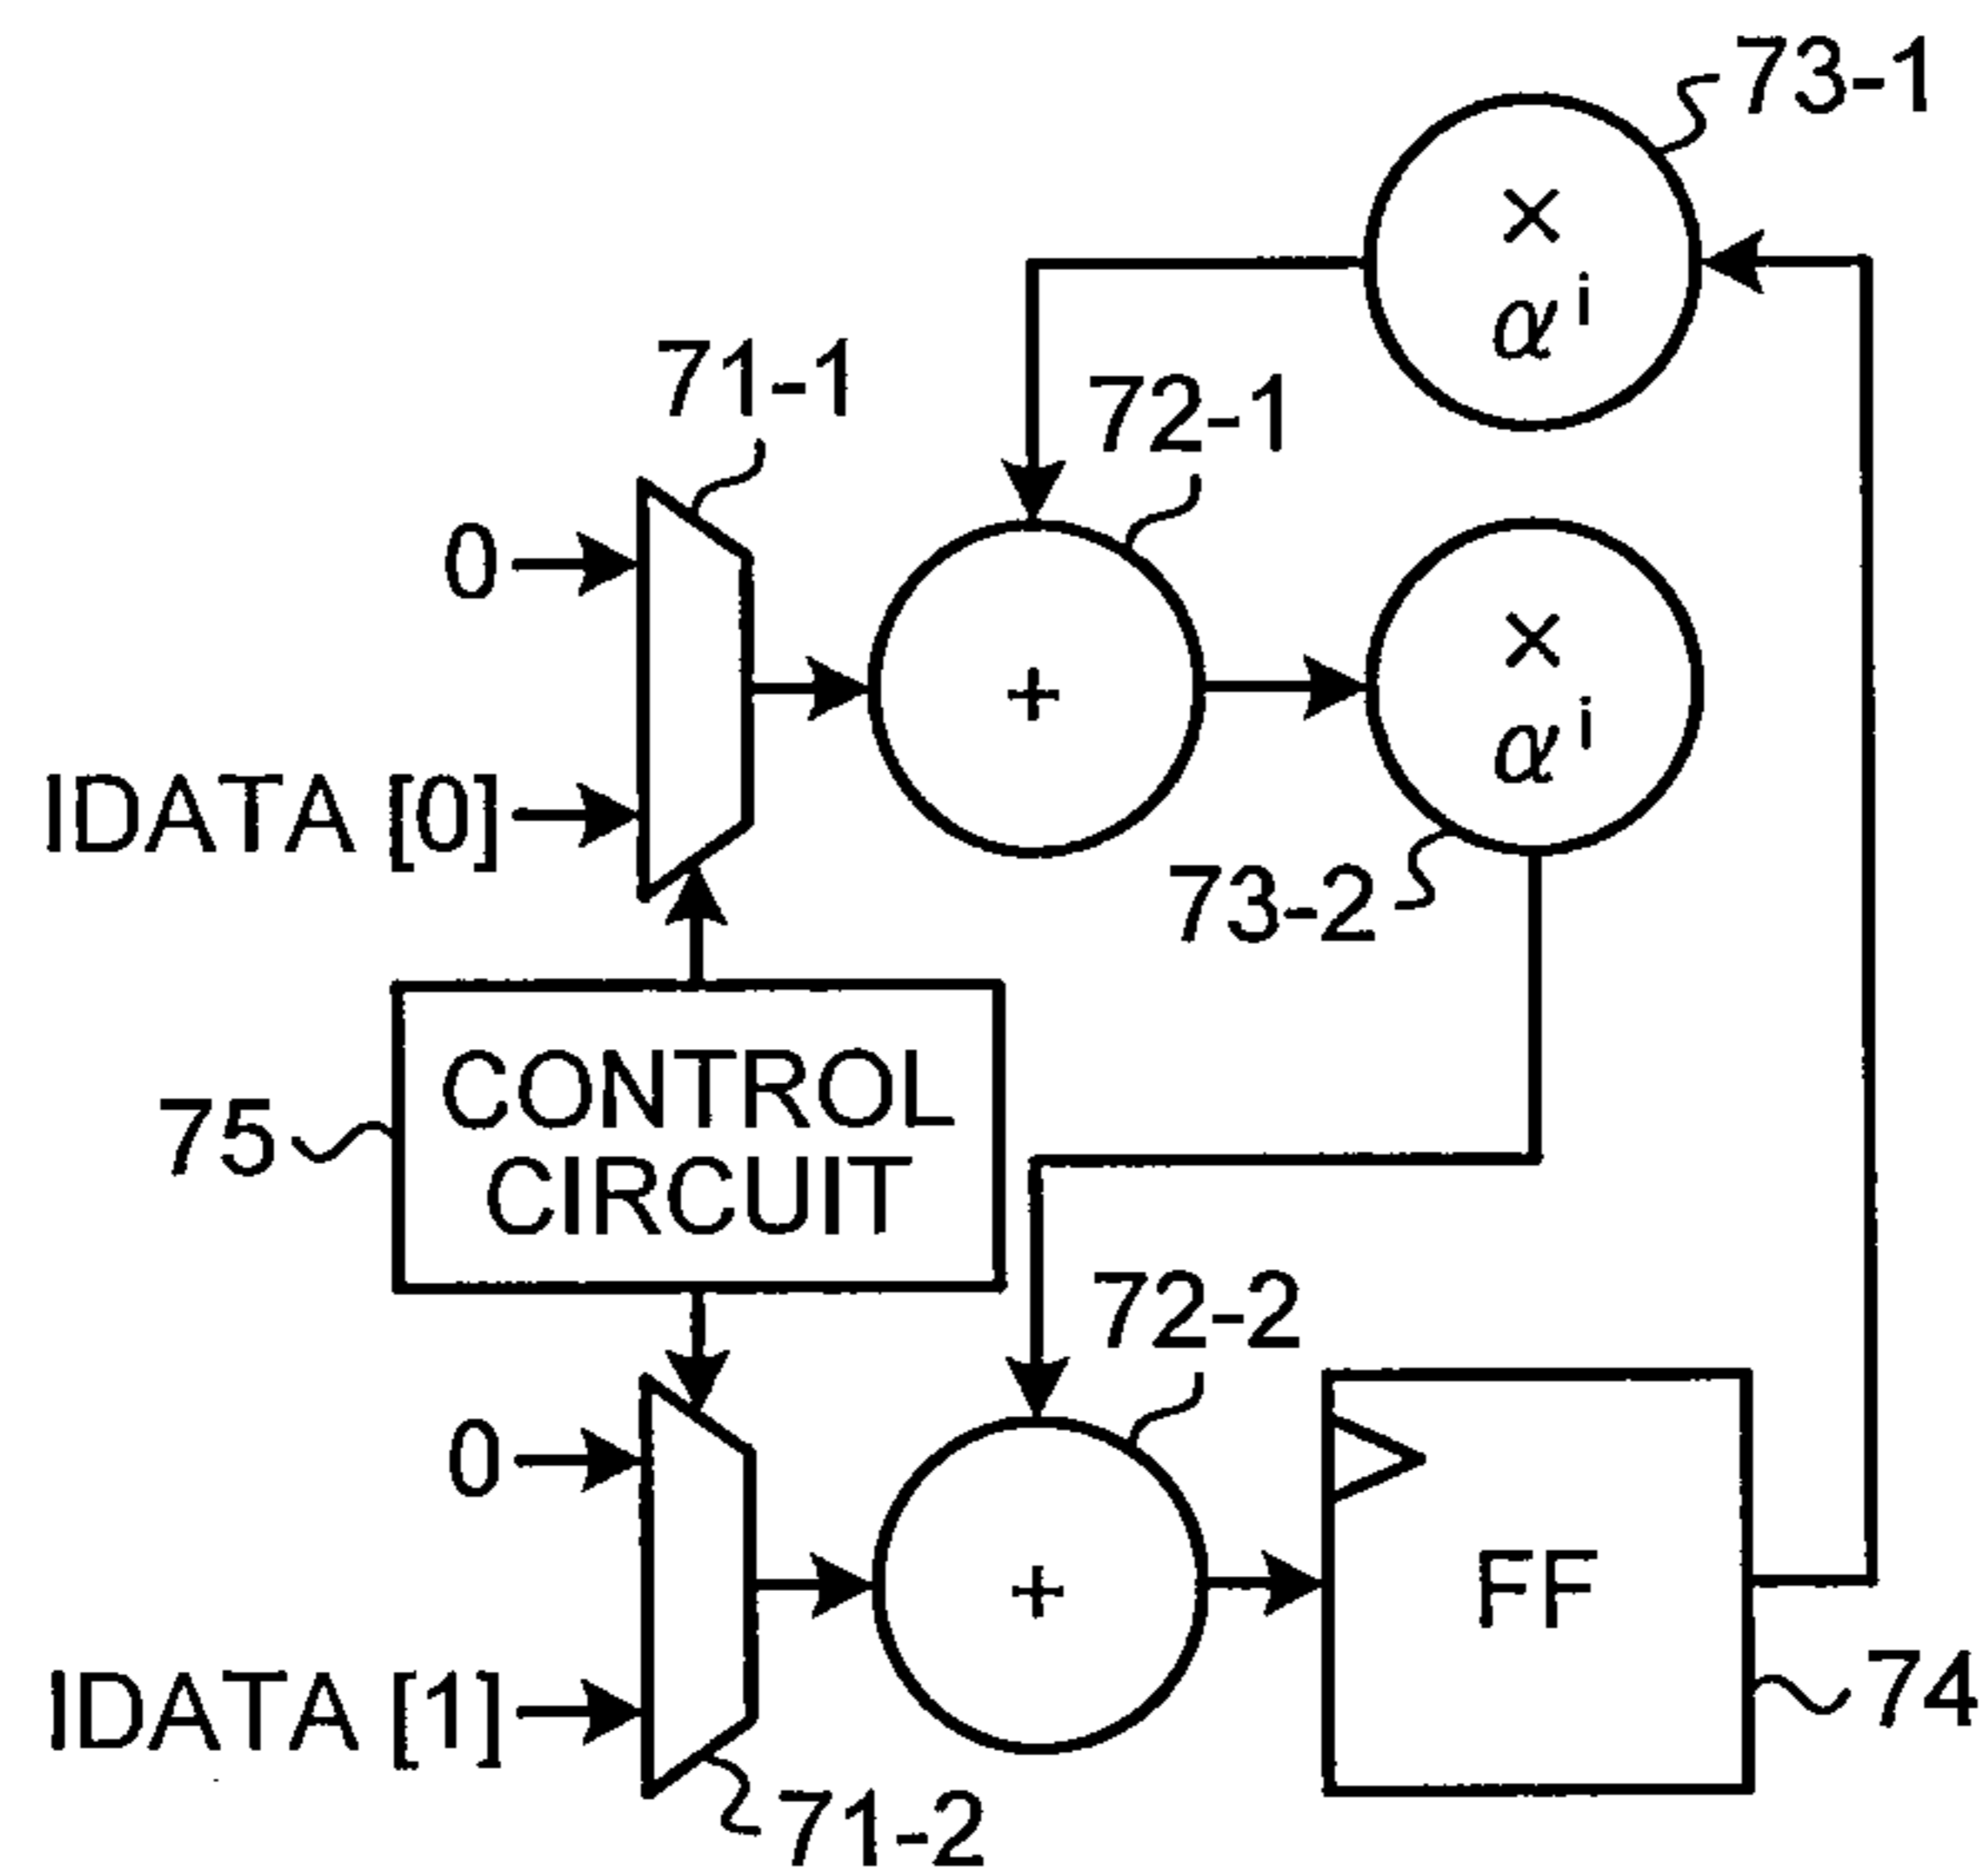 73-1
×
α i
71-1
72-1
0
+
×
α i
IDATA [0]
73-2
CONTROL
CIRCUIT
75
72-2
0
+
FF
IDATA [1]
74
71-2